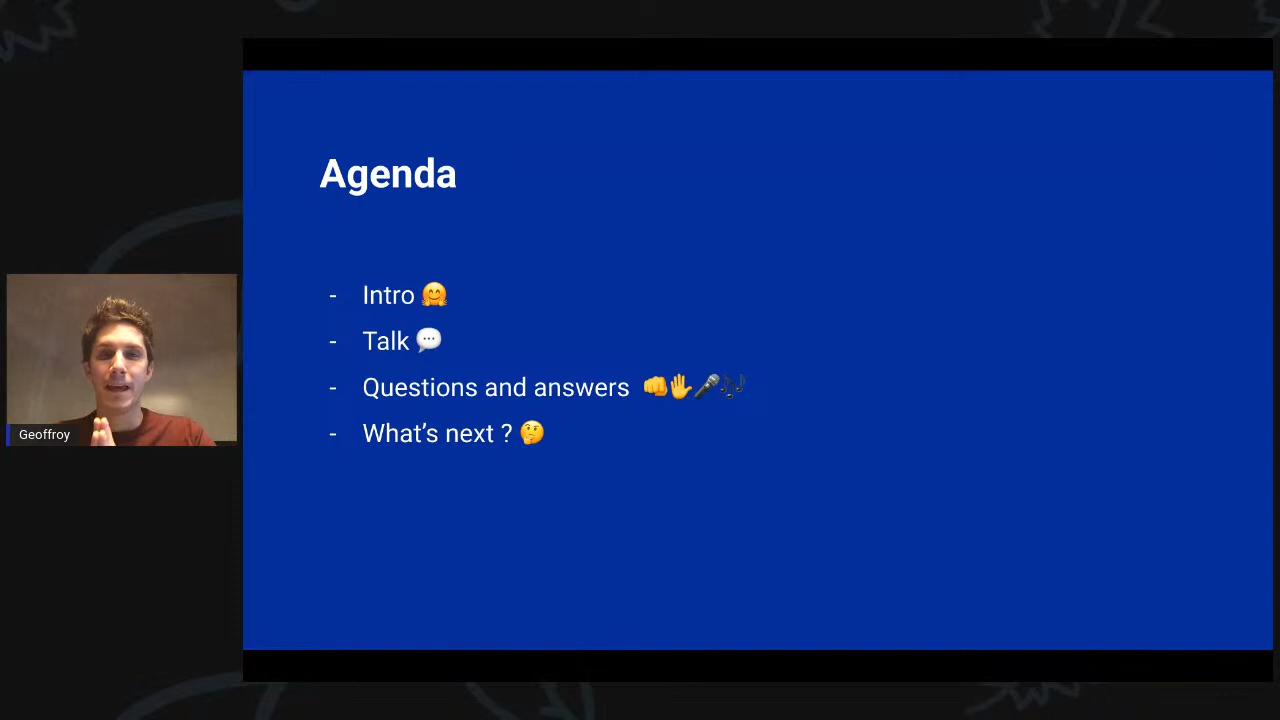 Agenda
- Intro 🤗
- Talk 💬
- Questions and answers 👊✋🎤🎶
- What's next ? 🤔
Geoffroy